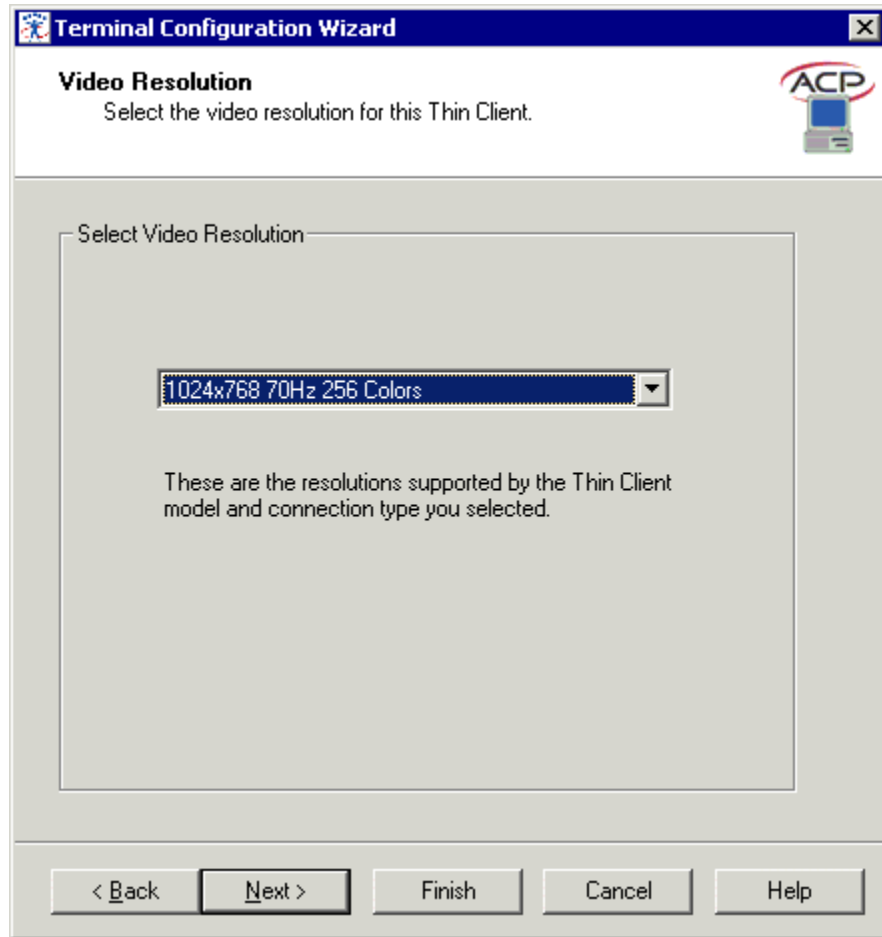 Terminal Configuration Wizard
Video Resolution
Select the video resolution for this Thin Client.
ACP
Select Video Resolution
1024x768 70Hz 256 Colors
These are the resolutions supported by the Thin Client
model and connection type you selected.
< Back Next > Finish Cancel Help